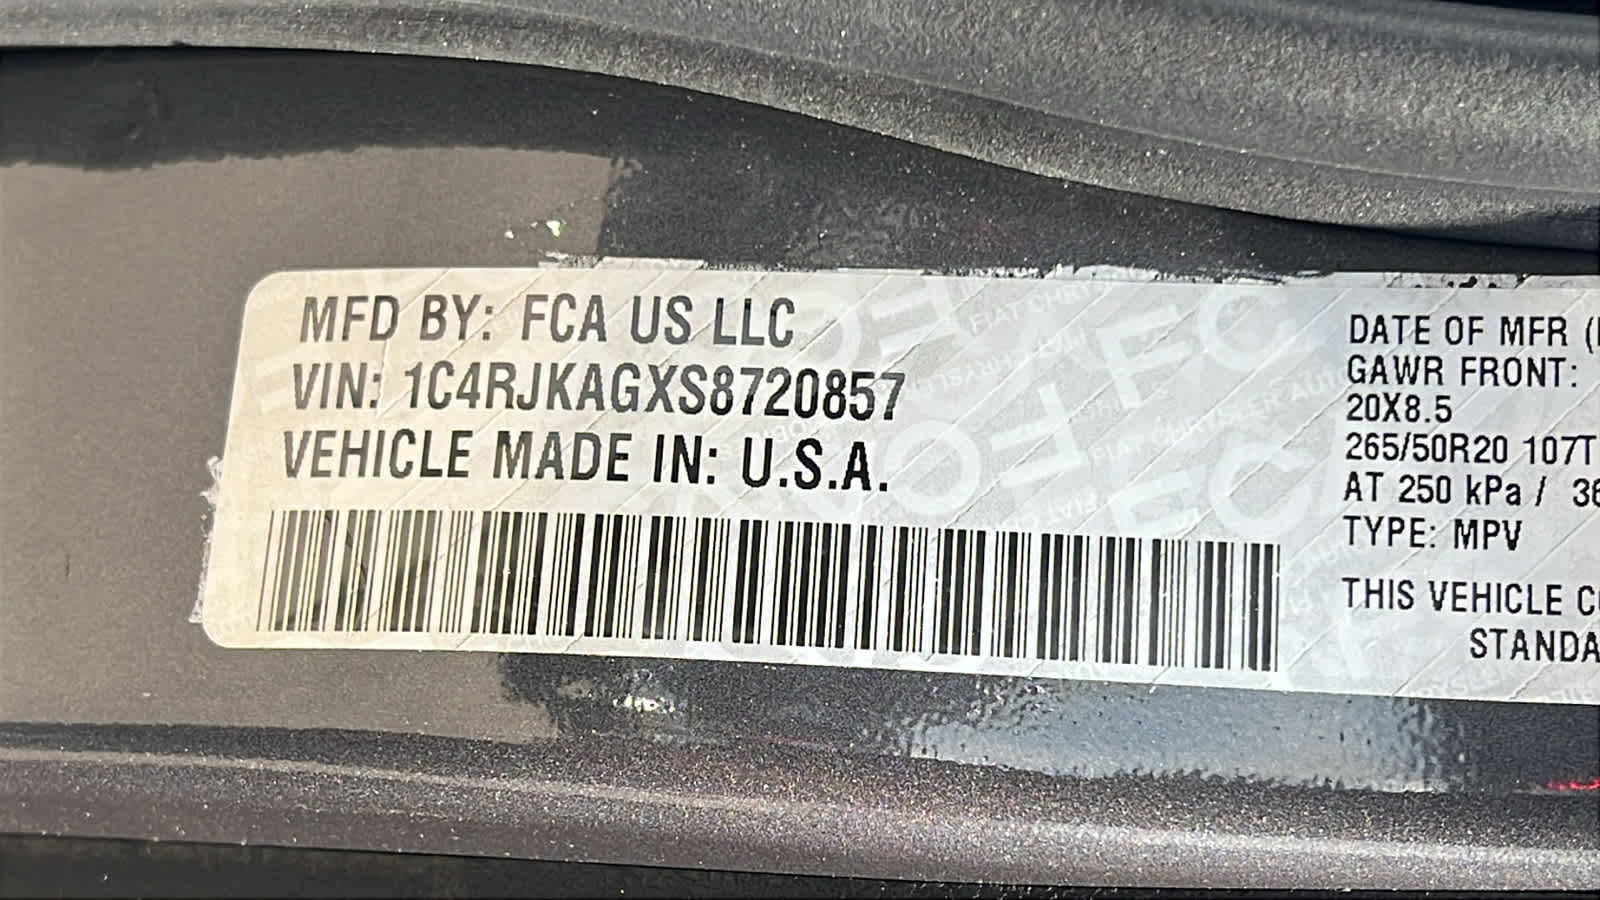 MFD BY: FCA US LLC
VIN: 1C4RJKAGXS8720857
VEHICLE MADE IN: U.S.A.
DATE OF MFR
GAWR FRONT:
20X8.5
265/50R20 107T
AT 250 kPa / 36
TYPE: MPV
THIS VEHICLE